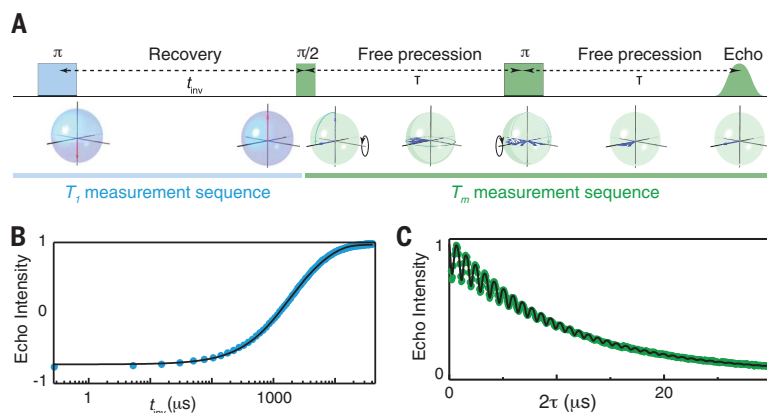 A
π Recovery π/2 Free precession π Free precession Echo
t_inv τ τ
T_1 measurement sequence T_m measurement sequence
B C
1 1
Echo Intensity Echo Intensity
0
-1 0
1 1000 0 20
t_inv (μs) 2τ (μs)